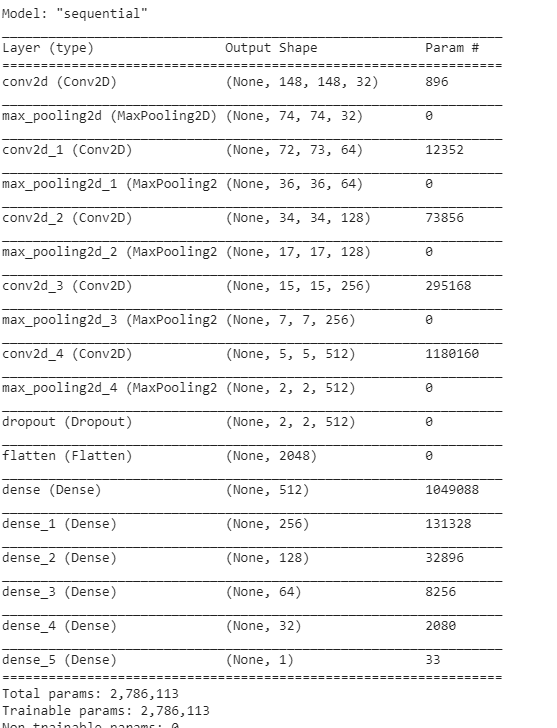 Model: "sequential"
Layer (type) Output Shape Param #
conv2d (Conv2D) (None, 148, 148, 32) 896
max_pooling2d (MaxPooling2D) (None, 74, 74, 32) 0
conv2d_1 (Conv2D) (None, 72, 73, 64) 12352
max_pooling2d_1 (MaxPooling2 (None, 36, 36, 64) 0
conv2d_2 (Conv2D) (None, 34, 34, 128) 73856
max_pooling2d_2 (MaxPooling2 (None, 17, 17, 128) 0
conv2d_3 (Conv2D) (None, 15, 15, 256) 295168
max_pooling2d_3 (MaxPooling2 (None, 7, 7, 256) 0
conv2d_4 (Conv2D) (None, 5, 5, 512) 1180160
max_pooling2d_4 (MaxPooling2 (None, 2, 2, 512) 0
dropout (Dropout) (None, 2, 2, 512) 0
flatten (Flatten) (None, 2048) 0
dense (Dense) (None, 512) 1049088
dense_1 (Dense) (None, 256) 131328
dense_2 (Dense) (None, 128) 32896
dense_3 (Dense) (None, 64) 8256
dense_4 (Dense) (None, 32) 2080
dense_5 (Dense) (None, 1) 33
Total params: 2,786,113
Trainable params: 2,786,113
Non-trainable params: 0